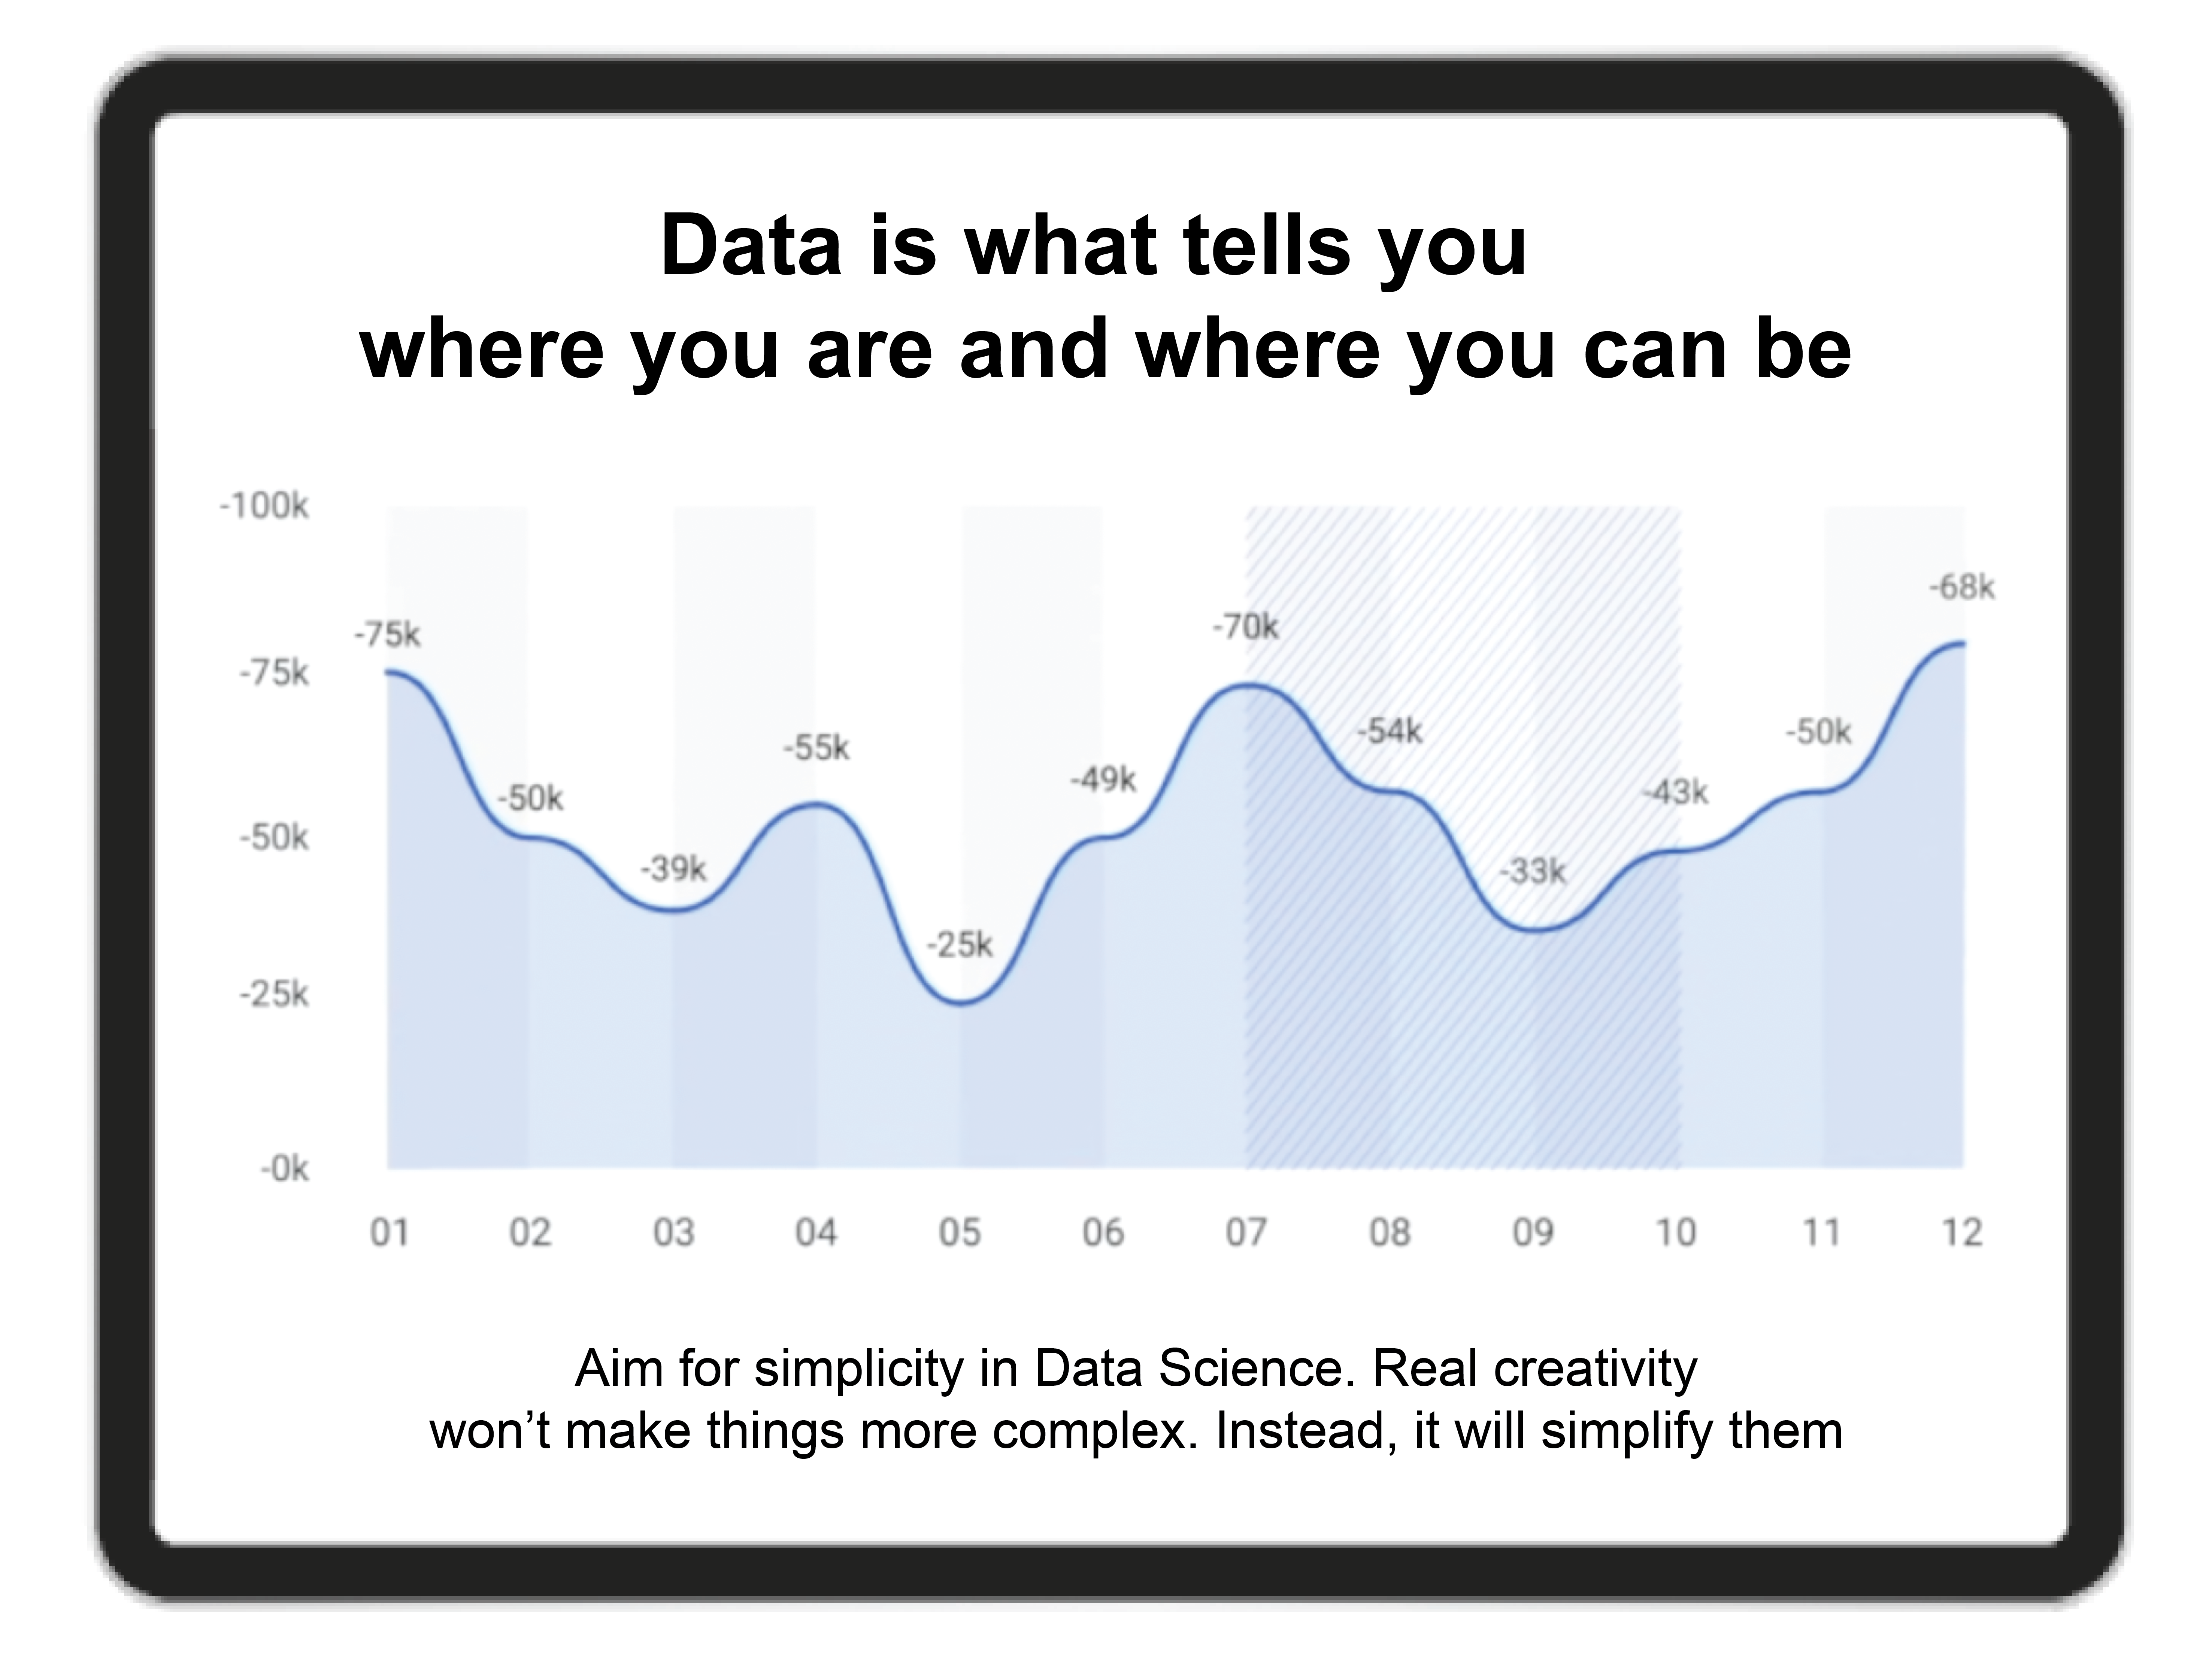 Data is what tells you
where you are and where you can be
-100k
-75k
-50k
-25k
-0k
-75k
-50k
-39k
-55k
-25k
-49k
-70k
-54k
-33k
-43k
-50k
-68k
01 02 03 04 05 06 07 08 09 10 11 12
Aim for simplicity in Data Science. Real creativity
won’t make things more complex. Instead, it will simplify them